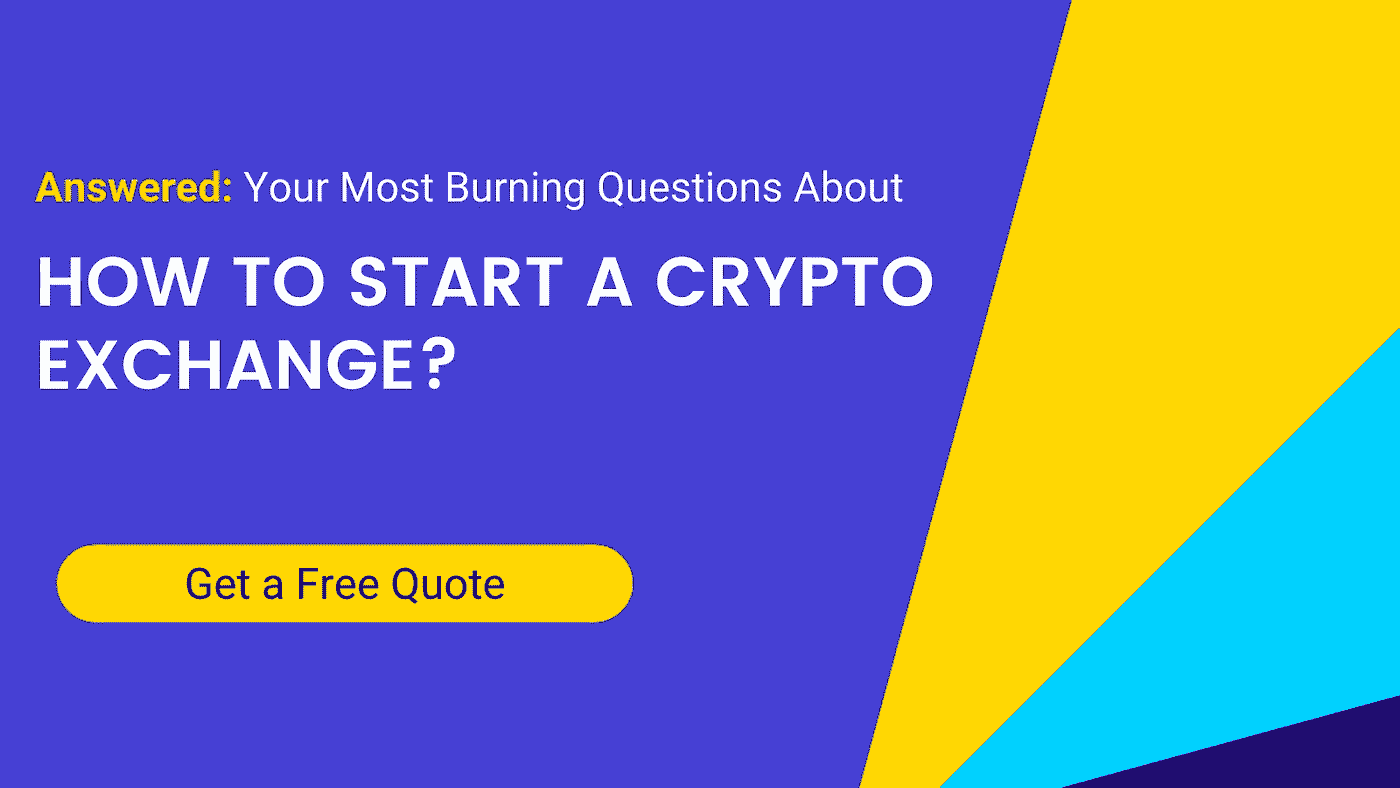 Answered: Your Most Burning Questions About
HOW TO START A CRYPTO
EXCHANGE?
Get a Free Quote